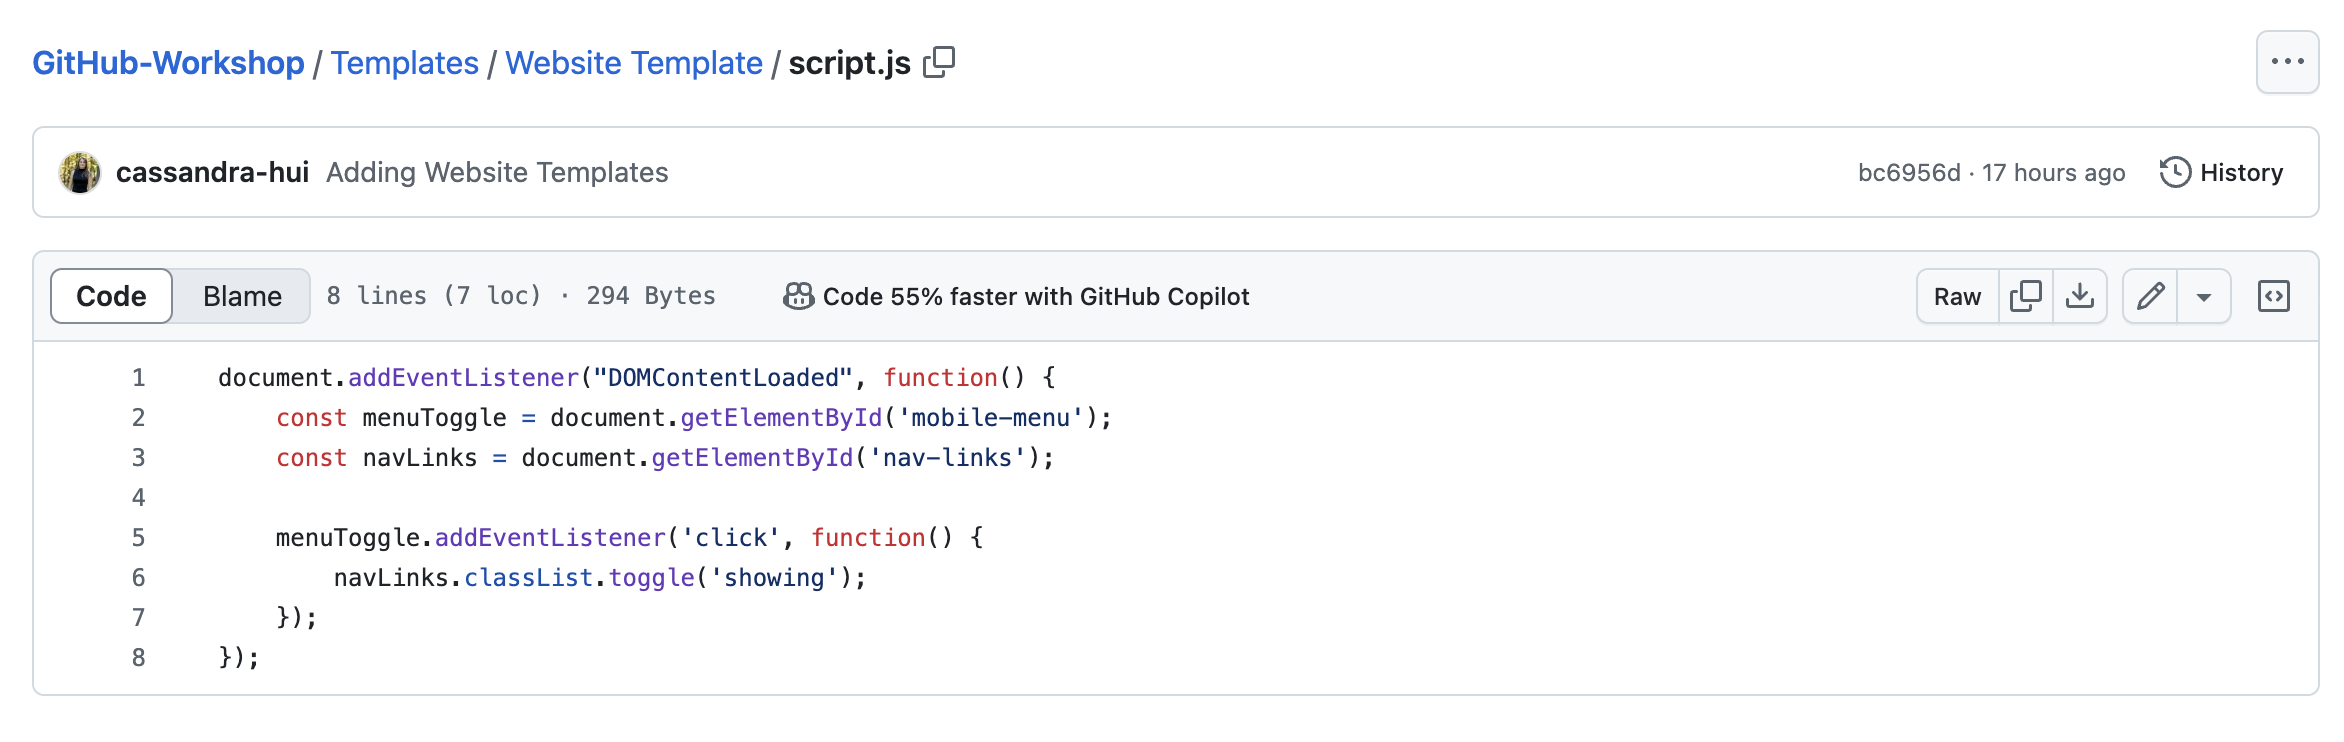 GitHub-Workshop / Templates / Website Template / script.js
cassandra-hui Adding Website Templates bc6956d · 17 hours ago History
Code Blame 8 lines (7 loc) · 294 Bytes Code 55% faster with GitHub Copilot Raw
1 document.addEventListener("DOMContentLoaded", function() {
2     const menuToggle = document.getElementById('mobile-menu');
3     const navLinks = document.getElementById('nav-links');
4
5     menuToggle.addEventListener('click', function() {
6         navLinks.classList.toggle('showing');
7     });
8 });